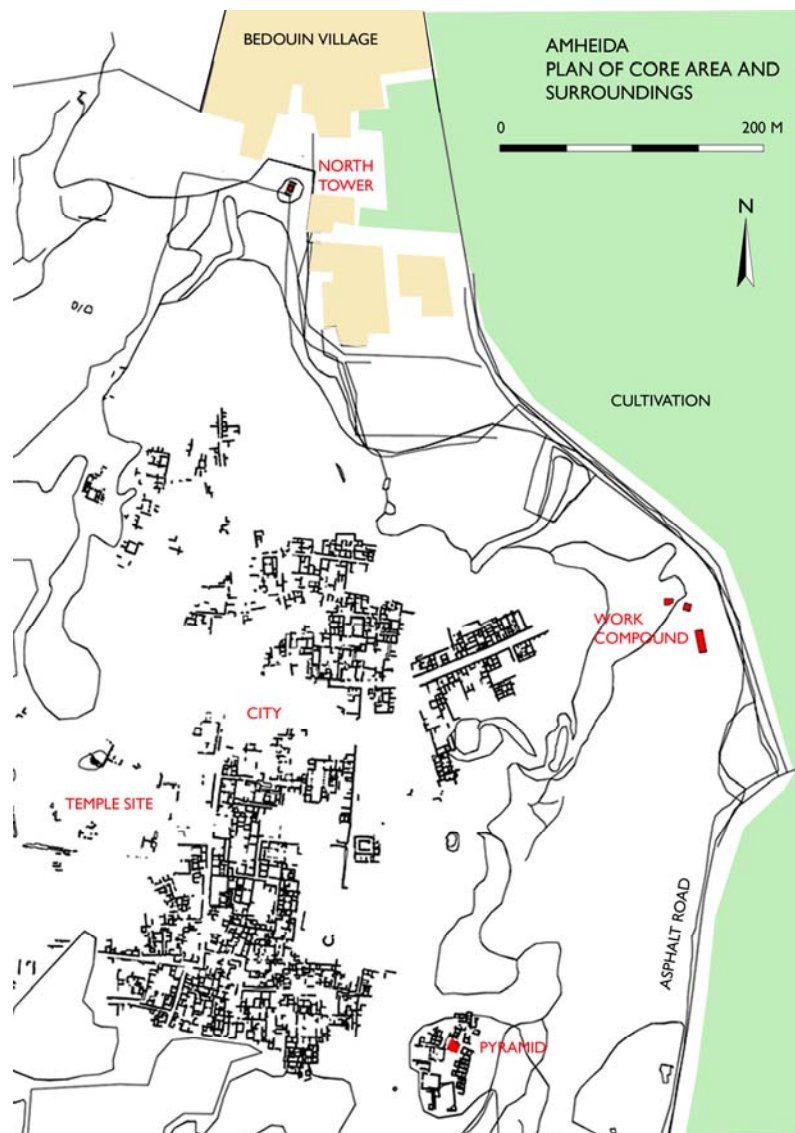 BEDOUIN VILLAGE
AMHEIDA
PLAN OF CORE AREA AND
SURROUNDINGS
0 200 M
NORTH
TOWER
N
CULTIVATION
WORK
COMPOUND
CITY
TEMPLE SITE
ASPHALT ROAD
PYRAMID